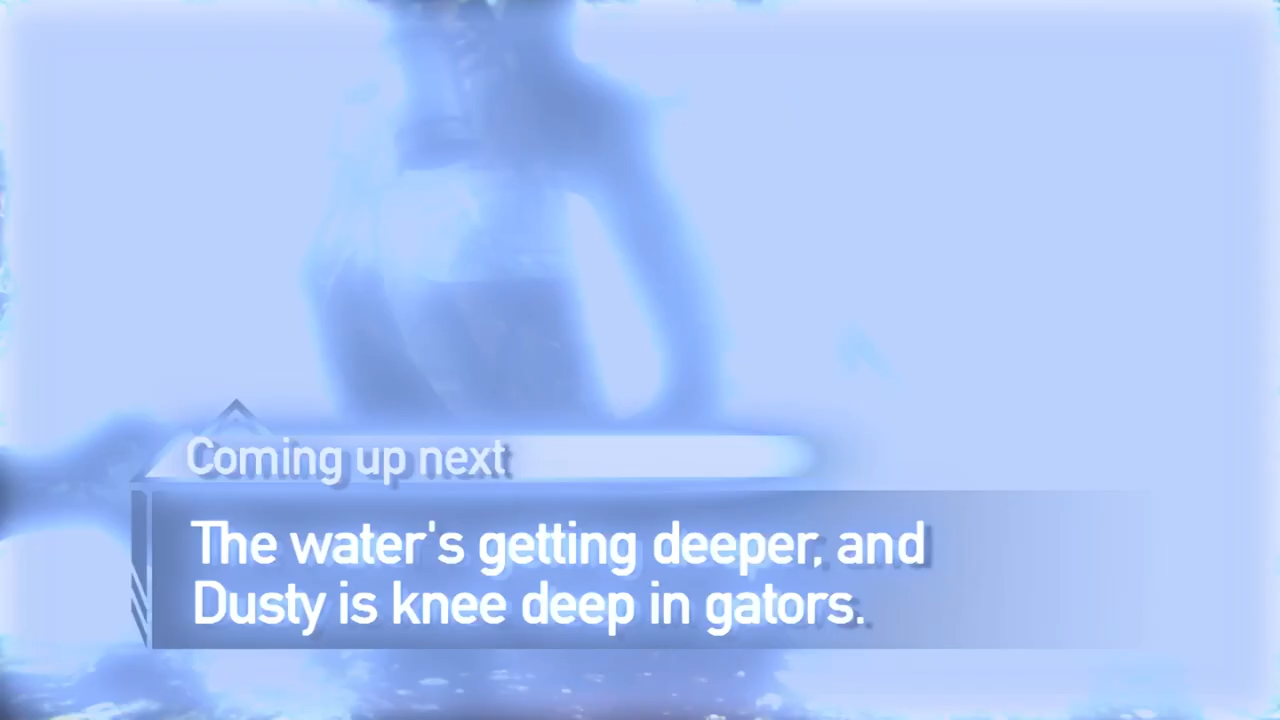 Coming up next
The water's getting deeper, and
Dusty is knee deep in gators.